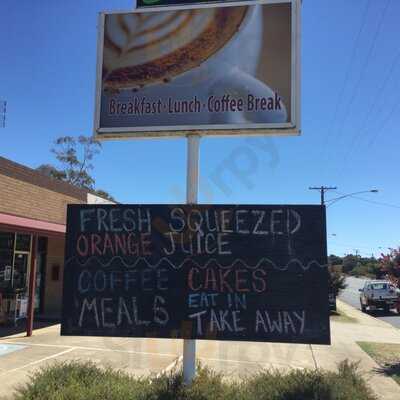 Breakfast · Lunch · Coffee Break
FRESH SQUEEZED
ORANGE JUICE
COFFEE CAKES
MEALS EAT IN
TAKE AWAY